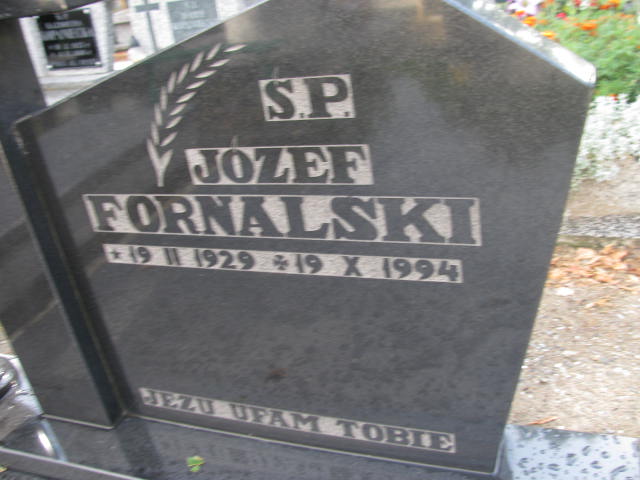 Ś.P.
JÓZEF
FORNALSKI
* 19 II 1929 ✠ 19 X 1994
JEZU UFAM TOBIE